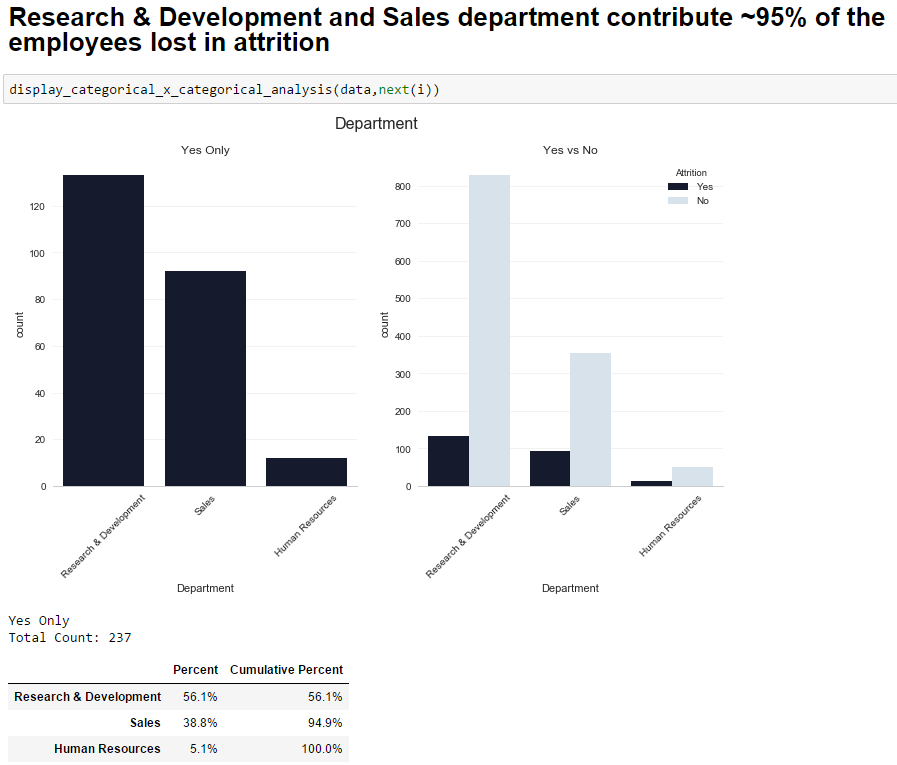 Research & Development and Sales department contribute ~95% of the
employees lost in attrition
display_categorical_x_categorical_analysis(data,next(i))
Department
Yes Only
count
120
100
80
60
40
20
0
Research & Development
Sales
Human Resources
Department
Yes vs No
Attrition
Yes
No
count
800
700
600
500
400
300
200
100
0
Research & Development
Sales
Human Resources
Department
Yes Only
Total Count: 237
Percent Cumulative Percent
Research & Development 56.1% 56.1%
Sales 38.8% 94.9%
Human Resources 5.1% 100.0%